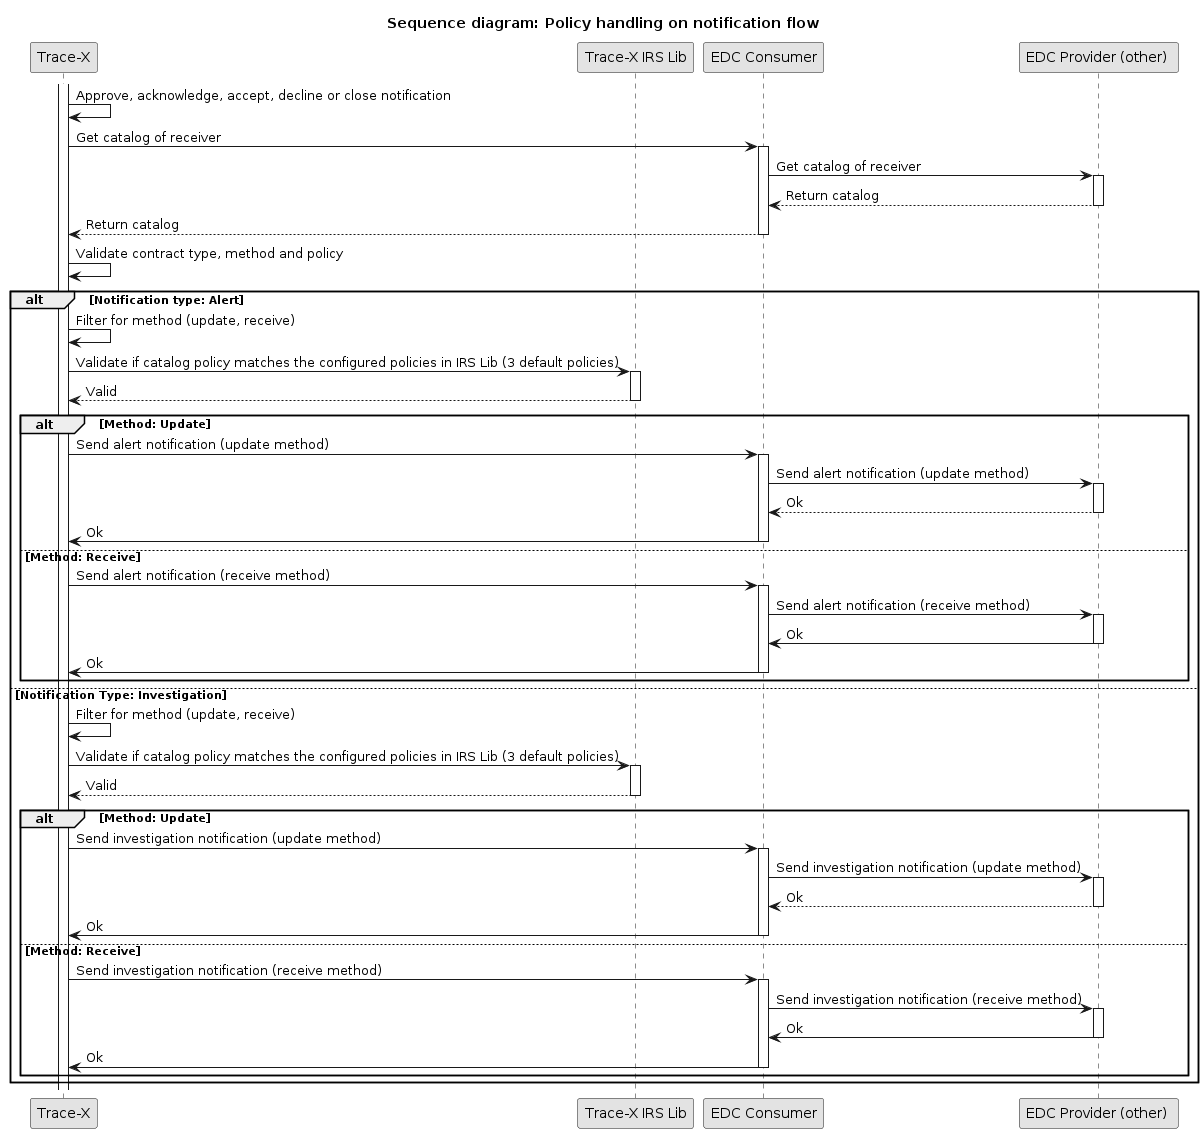 Sequence diagram: Policy handling on notification flow
Trace-X
Trace-X IRS Lib
EDC Consumer
EDC Provider (other)
Approve, acknowledge, accept, decline or close notification
Get catalog of receiver
Get catalog of receiver
Return catalog
Return catalog
Validate contract type, method and policy
alt
[Notification type: Alert]
Filter for method (update, receive)
Validate if catalog policy matches the configured policies in IRS Lib (3 default policies)
Valid
alt
[Method: Update]
Send alert notification (update method)
Send alert notification (update method)
Ok
Ok
[Method: Receive]
Send alert notification (receive method)
Send alert notification (receive method)
Ok
Ok
[Notification Type: Investigation]
Filter for method (update, receive)
Validate if catalog policy matches the configured policies in IRS Lib (3 default policies)
Valid
alt
[Method: Update]
Send investigation notification (update method)
Send investigation notification (update method)
Ok
Ok
[Method: Receive]
Send investigation notification (receive method)
Send investigation notification (receive method)
Ok
Ok
Trace-X
Trace-X IRS Lib
EDC Consumer
EDC Provider (other)